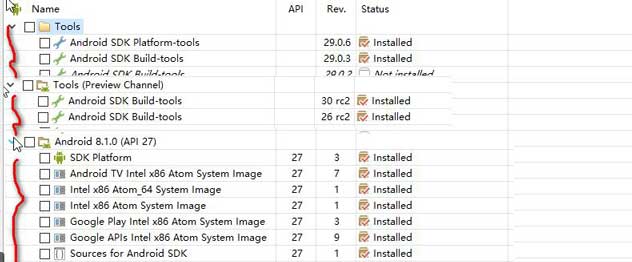 Name API Rev. Status
Tools
Android SDK Platform-tools 29.0.6 Installed
Android SDK Build-tools 29.0.3 Installed
Android SDK Build-tools 29.0.2 Not installed
Tools (Preview Channel)
Android SDK Build-tools 30 rc2 Installed
Android SDK Build-tools 26 rc2 Installed
Android 8.1.0 (API 27)
SDK Platform 27 3 Installed
Android TV Intel x86 Atom System Image 27 7 Installed
Intel x86 Atom_64 System Image 27 1 Installed
Intel x86 Atom System Image 27 1 Installed
Google Play Intel x86 Atom System Image 27 3 Installed
Google APIs Intel x86 Atom System Image 27 9 Installed
Sources for Android SDK 27 1 Installed